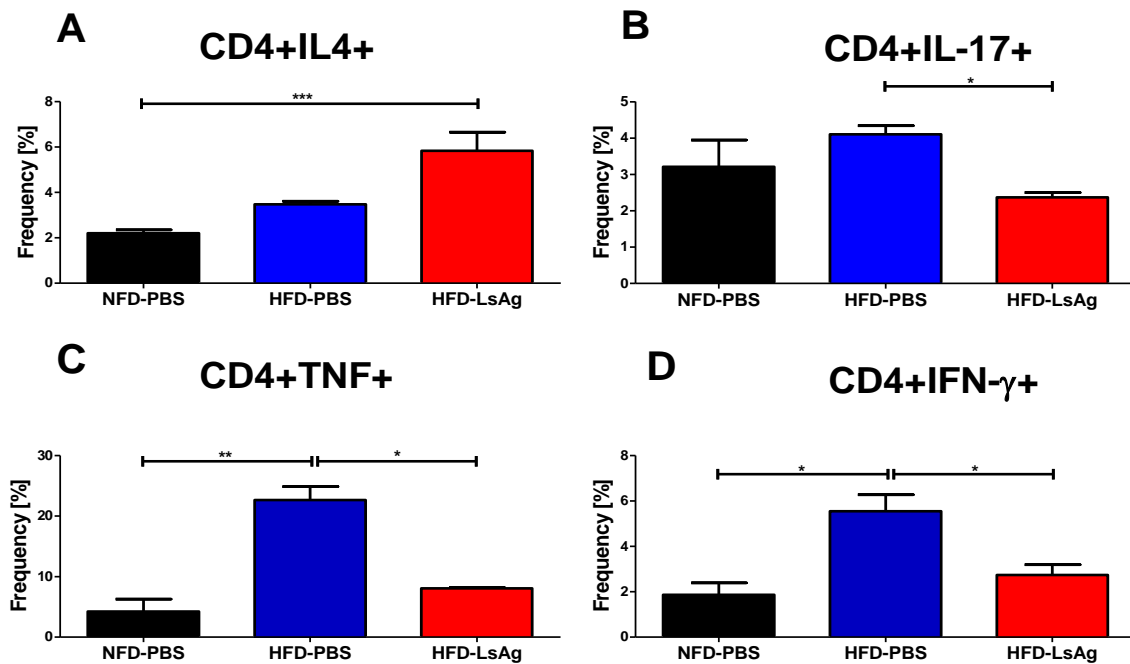 A
CD4+IL4+
Frequency [%]
8
6
4
2
0
***
NFD-PBS HFD-PBS HFD-LsAg
B
CD4+IL-17+
Frequency [%]
5
4
3
2
1
0
*
NFD-PBS HFD-PBS HFD-LsAg
C
CD4+TNF+
Frequency [%]
30
20
10
0
** *
NFD-PBS HFD-PBS HFD-LsAg
D
CD4+IFN-γ+
Frequency [%]
8
6
4
2
0
* *
NFD-PBS HFD-PBS HFD-LsAg